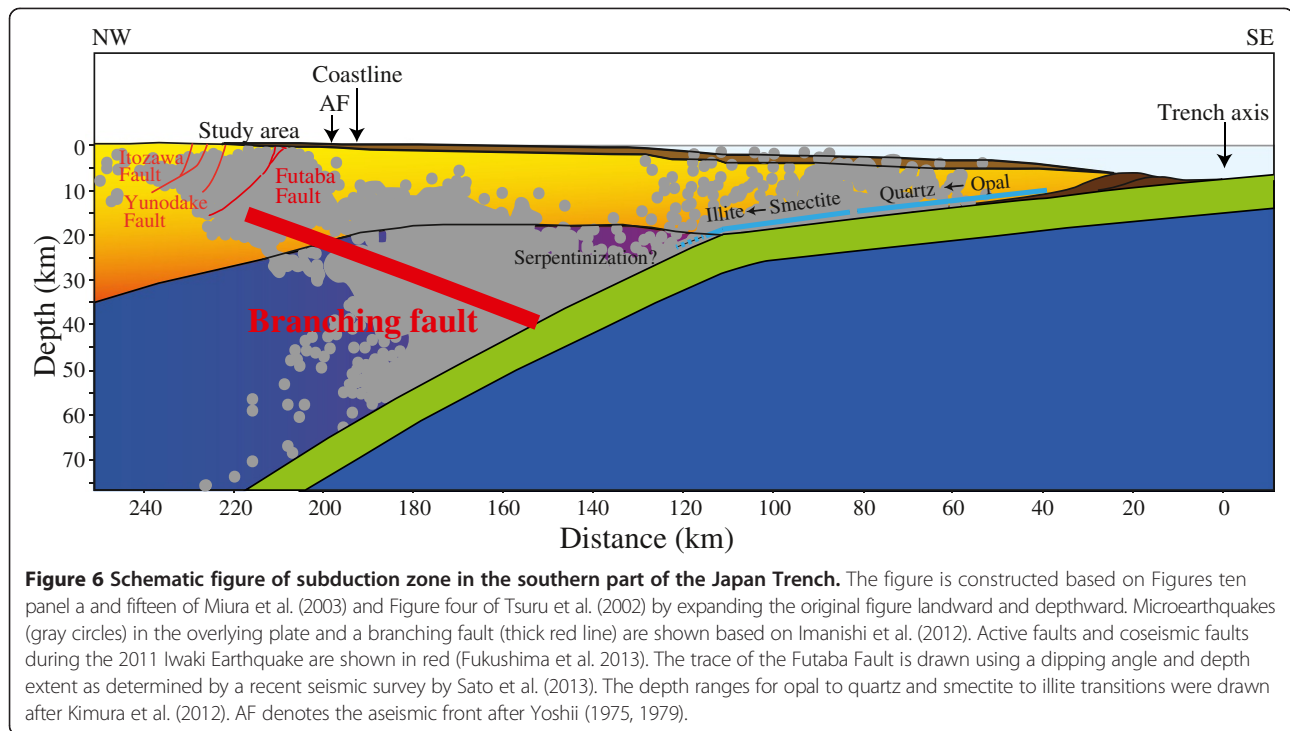 NW
SE
Coastline
AF
Trench axis
Study area
0
10
20
30
40
50
60
70
Depth (km)
Itozawa
Fault
Yunodake
Fault
Futaba
Fault
Quartz ← Opal
Illite ← Smectite
Serpentinization?
Branching fault
240 220 200 180 160 140 120 100 80 60 40 20 0
Distance (km)
Figure 6 Schematic figure of subduction zone in the southern part of the Japan Trench. The figure is constructed based on Figures ten
panel a and fifteen of Miura et al. (2003) and Figure four of Tsuru et al. (2002) by expanding the original figure landward and depthward. Microearthquakes
(gray circles) in the overlying plate and a branching fault (thick red line) are shown based on Imanishi et al. (2012). Active faults and coseismic faults
during the 2011 Iwaki Earthquake are shown in red (Fukushima et al. 2013). The trace of the Futaba Fault is drawn using a dipping angle and depth
extent as determined by a recent seismic survey by Sato et al. (2013). The depth ranges for opal to quartz and smectite to illite transitions were drawn
after Kimura et al. (2012). AF denotes the aseismic front after Yoshii (1975, 1979).